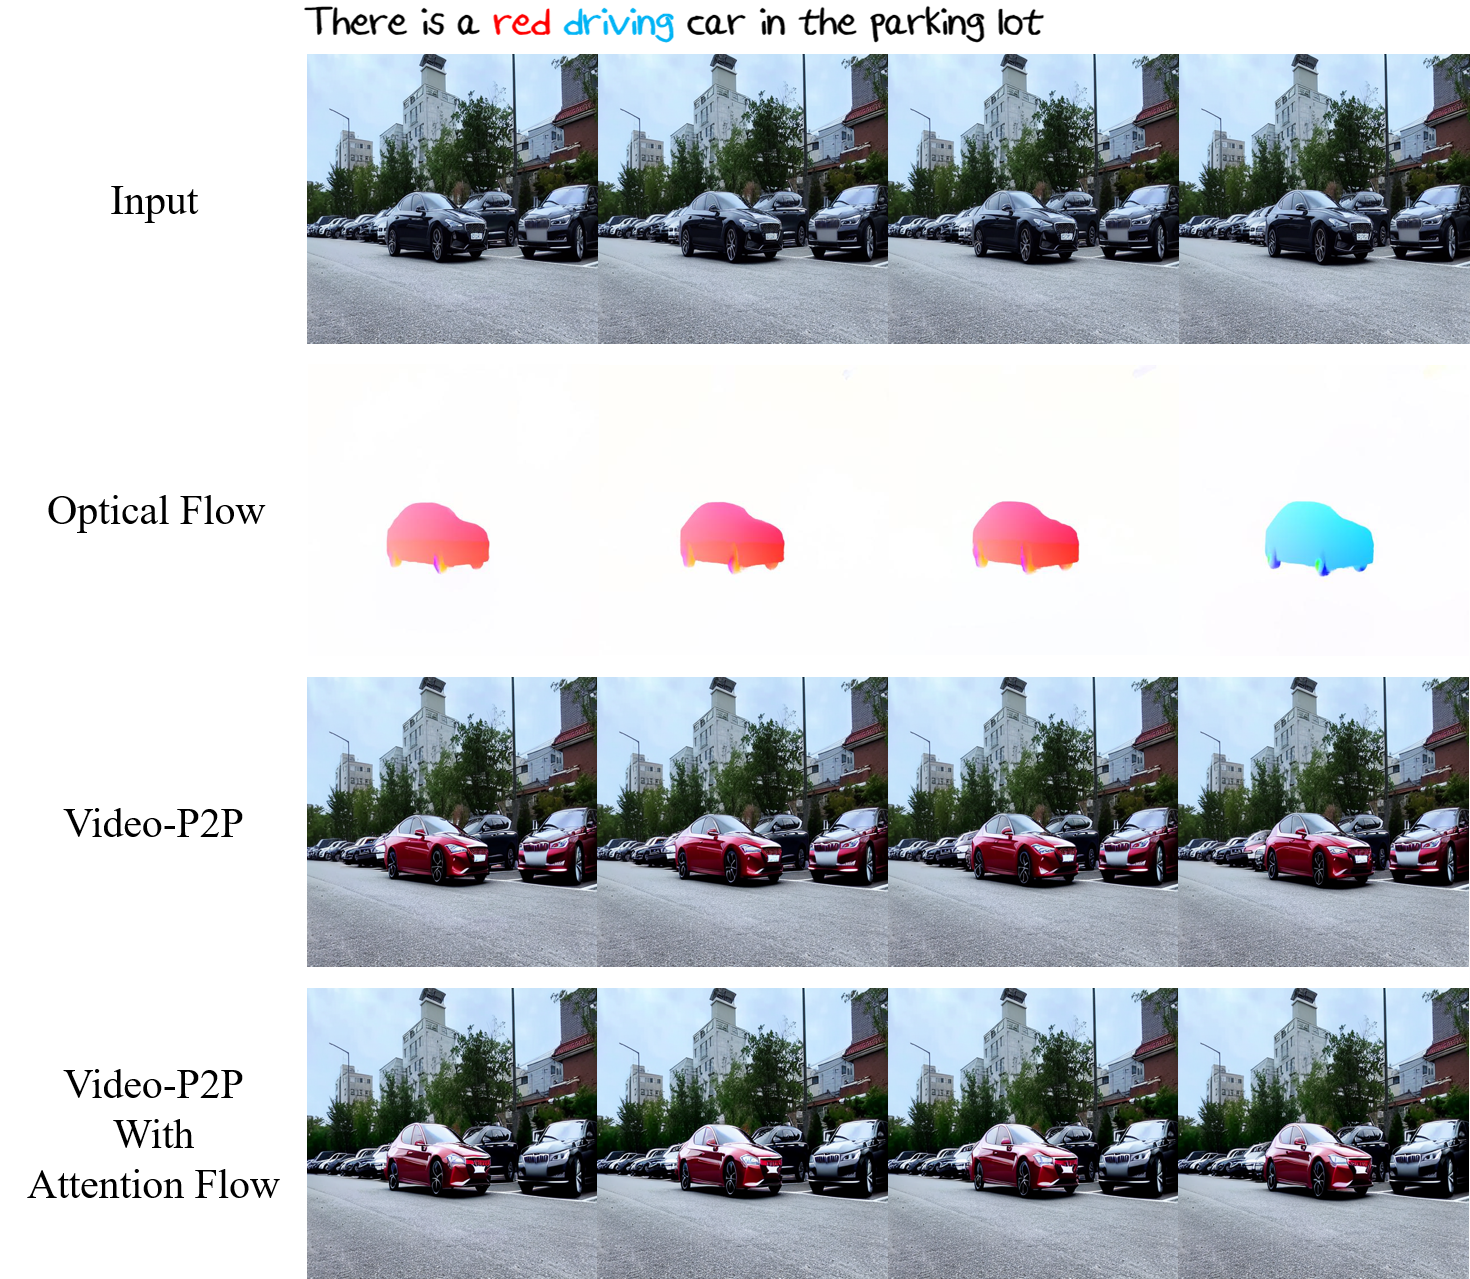 There is a red driving car in the parking lot
Input
Optical Flow
Video-P2P
Video-P2P
With
Attention Flow